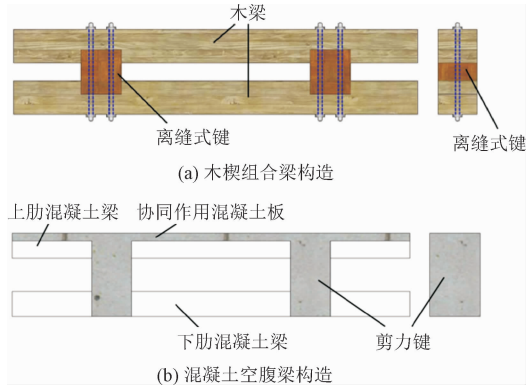 木梁
离缝式键
离缝式键
(a) 木楔组合梁构造
上肋混凝土梁 协同作用混凝土板
下肋混凝土梁
剪力键
(b) 混凝土空腹梁构造